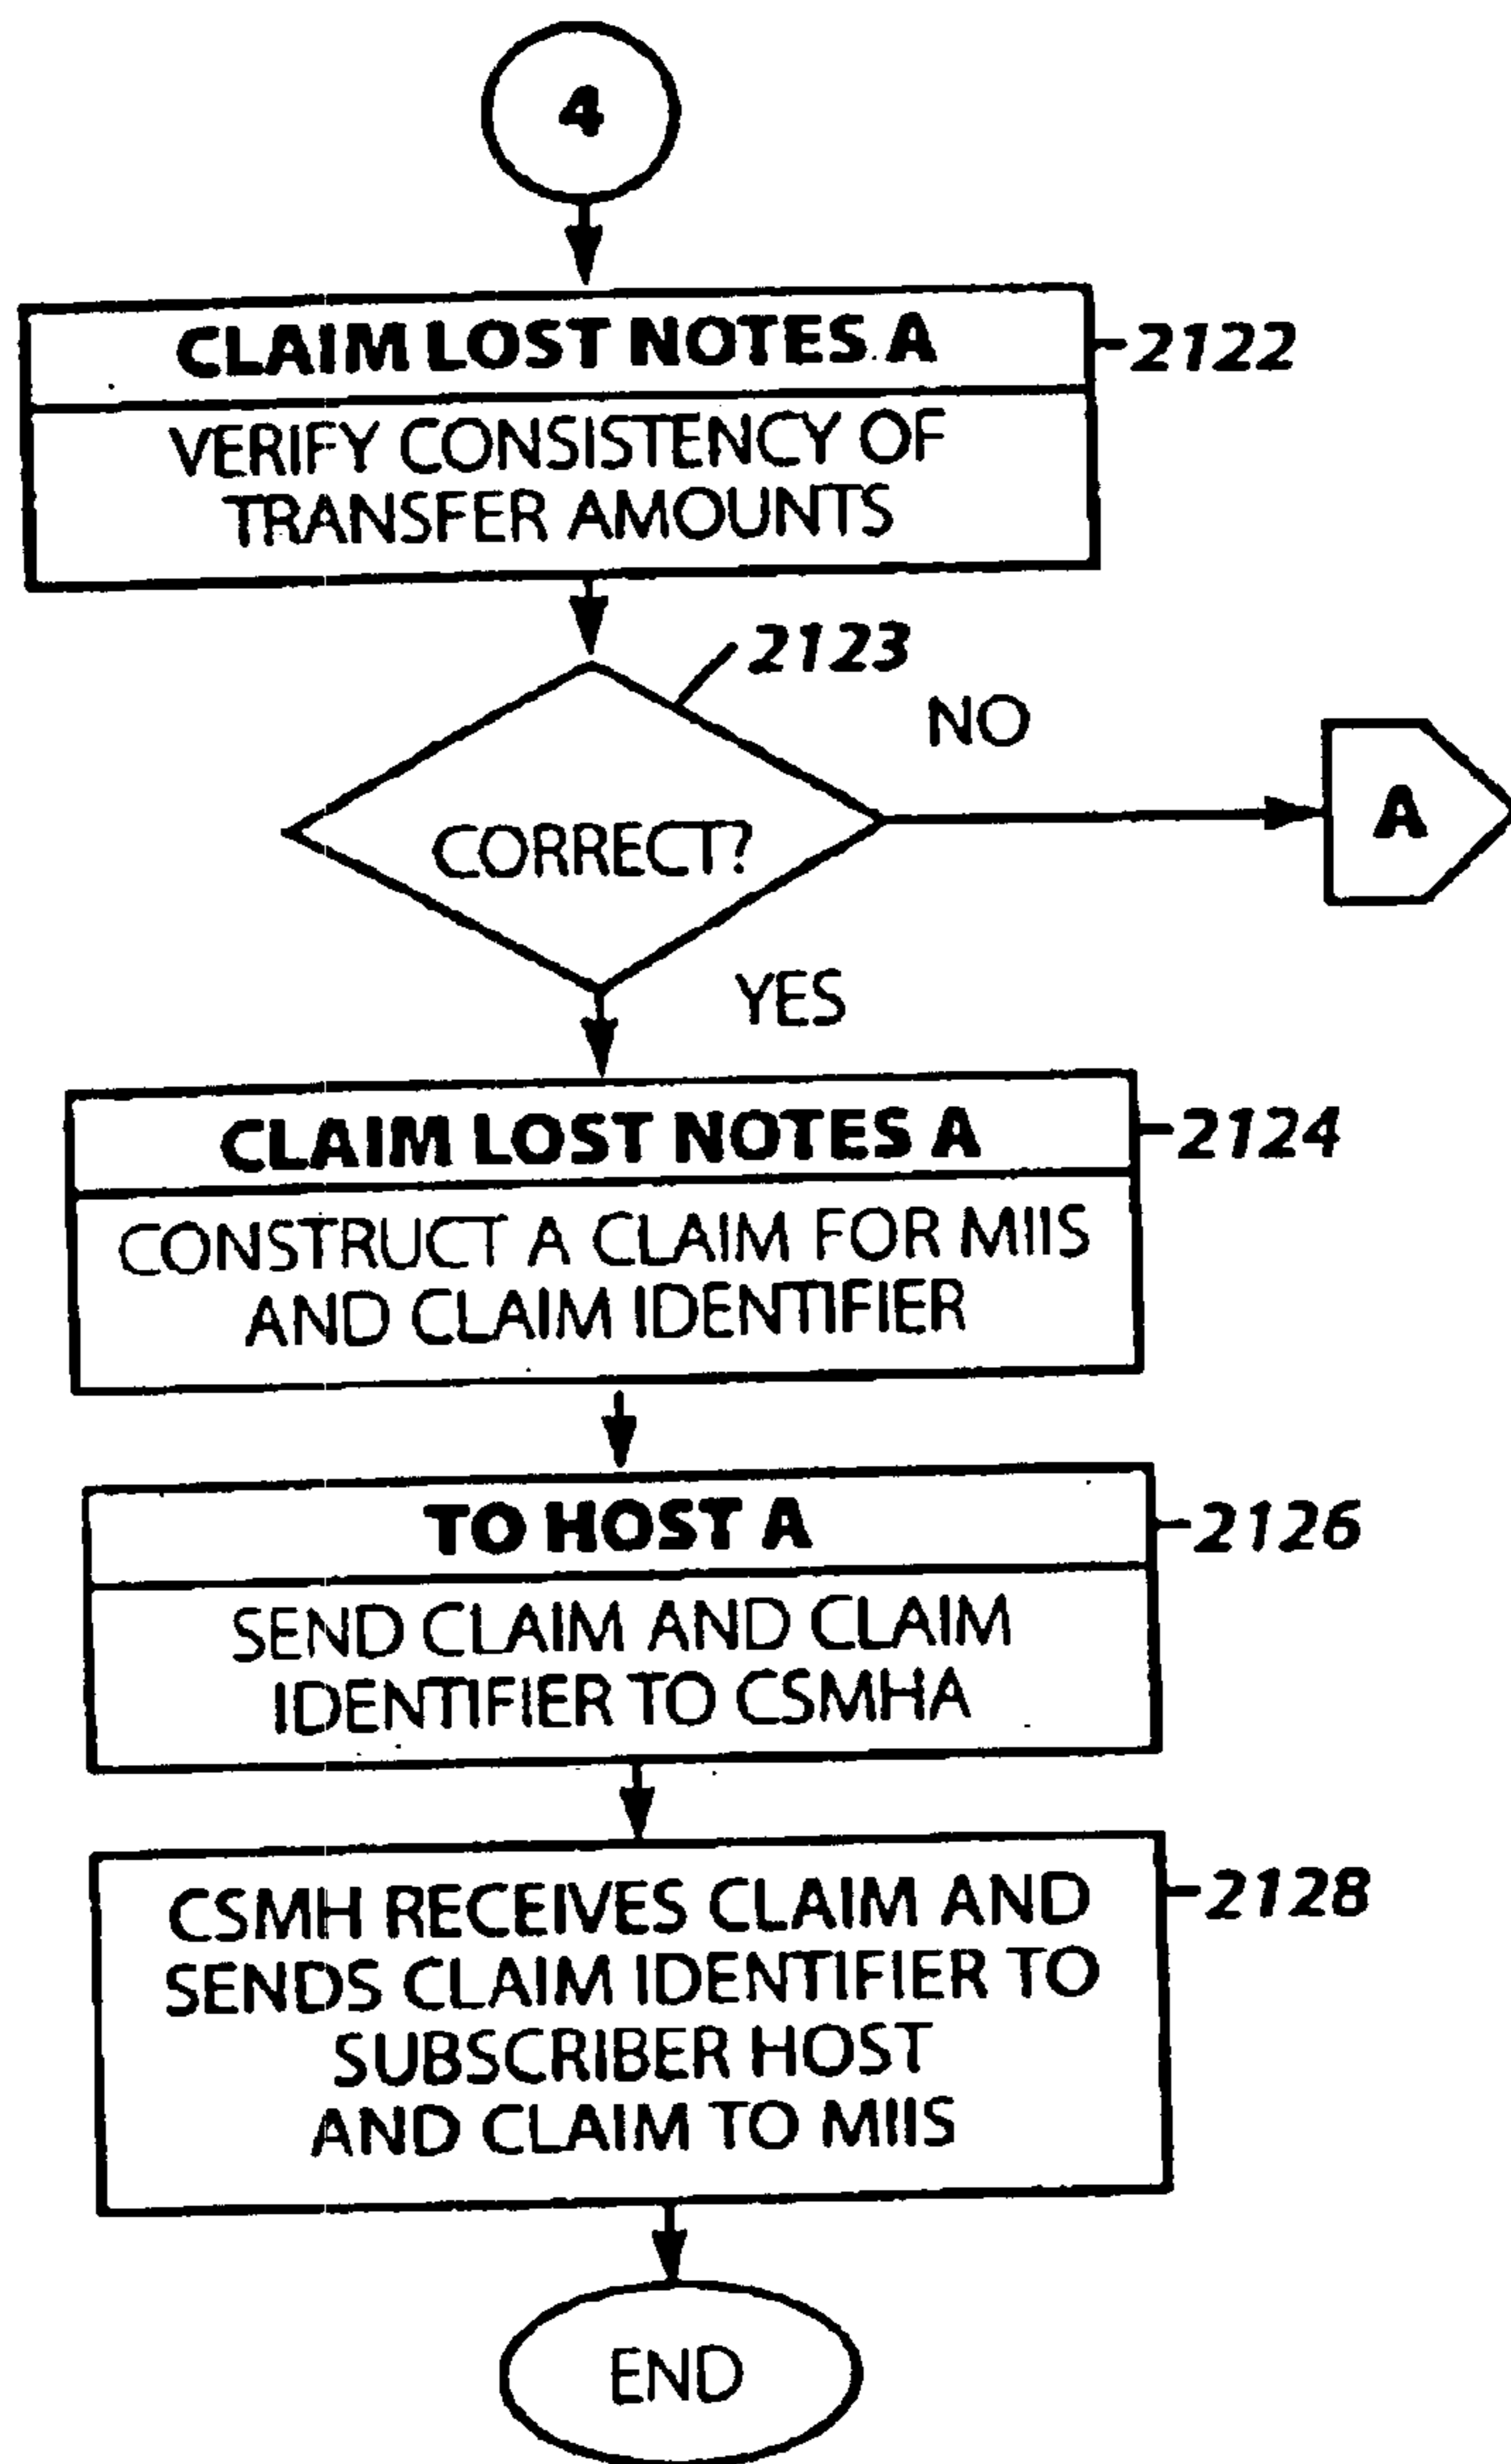 4
CLAIM LOST NOTES A
2122
VERIFY CONSISTENCY OF
TRANSFER AMOUNTS
2123
NO
CORRECT?
A
YES
CLAIM LOST NOTES A
2124
CONSTRUCT A CLAIM FOR MIIS
AND CLAIM IDENTIFIER
TO HOST A
2126
SEND CLAIM AND CLAIM
IDENTIFIER TO CSMHA
CSMH RECEIVES CLAIM AND
2128
SENDS CLAIM IDENTIFIER TO
SUBSCRIBER HOST
AND CLAIM TO MIIS
END